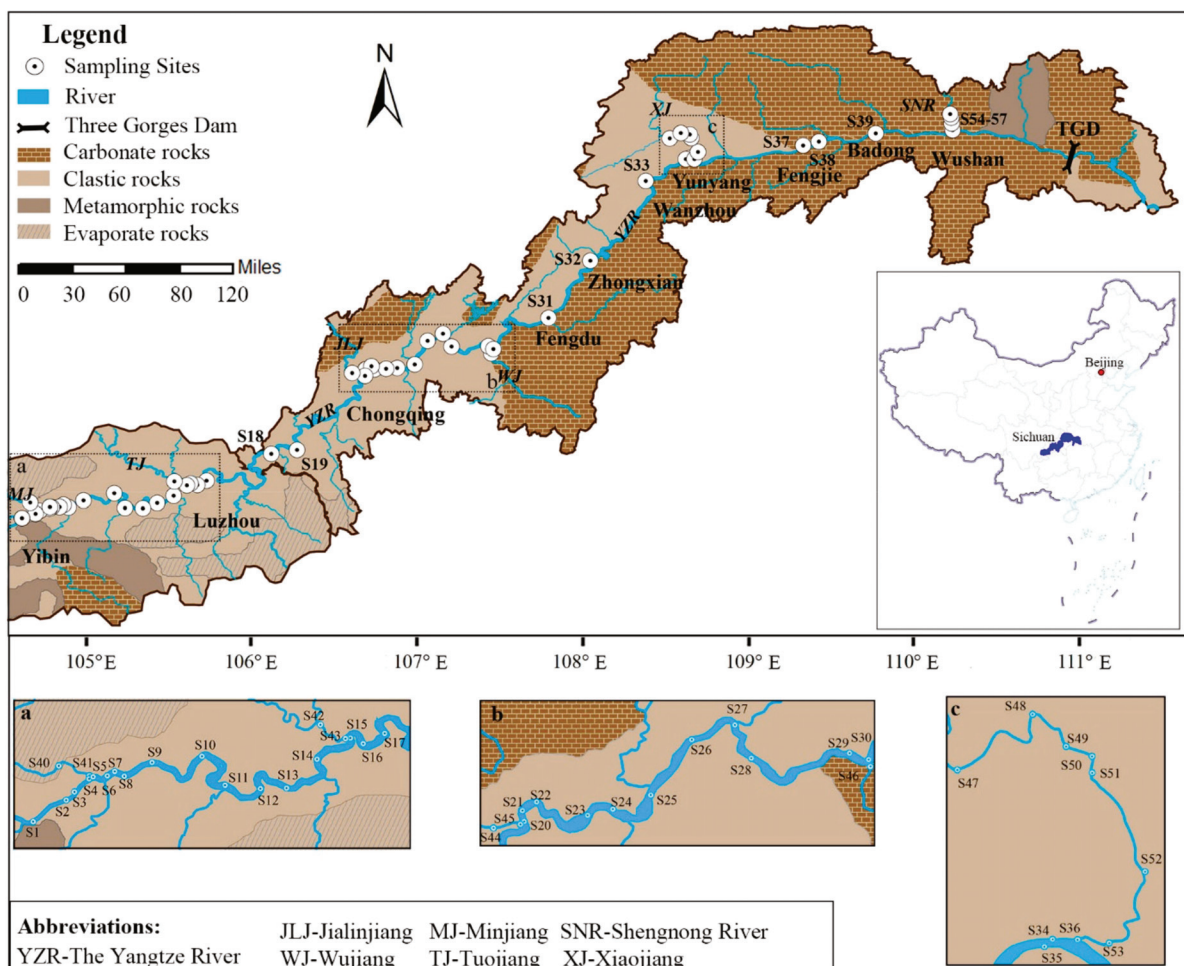 Legend
Sampling Sites
River
Three Gorges Dam
Carbonate rocks
Clastic rocks
Metamorphic rocks
Evaporate rocks
Miles
0 30 60 80 100 120
N
XJ
c
SNR
S54-57
TGD
S39
S37
S38
Badong
Wushan
Fengjie
S33
Yunyang
Wanzhou
YZR
S32
Zhongxian
S31
Fengdu
JLJ
b
WJ
YZR
Chongqing
S18
S19
a
TJ
MJ
Luzhou
Yibin
Beijing
Sichuan
105°E 106°E 107°E 108°E 109°E 110°E 111°E
a
S40
S41
S5
S7
S4
S6
S8
S3
S2
S1
S9
S10
S11
S12
S13
S14
S42
S43
S15
S16
S17
b
S27
S26
S28
S29
S30
S46
S25
S24
S23
S22
S21
S45
S20
S44
c
S48
S49
S50
S51
S47
S52
S34
S36
S35
S53
Abbreviations:
JLJ-Jialinjiang MJ-Minjiang SNR-Shengnong River
YZR-The Yangtze River WJ-Wujiang TJ-Tuojiang XJ-Xiaojiang